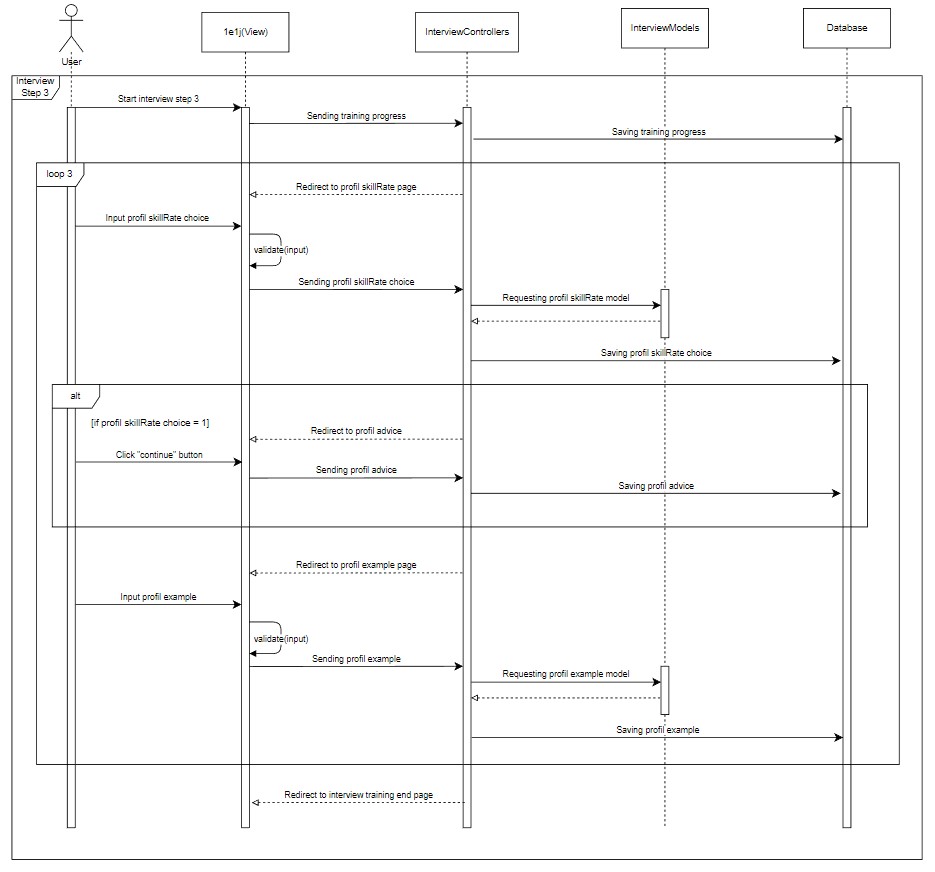 User
1e1j(View)
InterviewControllers
InterviewModels
Database
Interview
Step 3
Start interview step 3
Sending training progress
Saving training progress
loop 3
Redirect to profil skillRate page
Input profil skillRate choice
validate(input)
Sending profil skillRate choice
Requesting profil skillRate model
Saving profil skillRate choice
alt
[if profil skillRate choice = 1]
Redirect to profil advice
Click "continue" button
Sending profil advice
Saving profil advice
Redirect to profil example page
Input profil example
validate(input)
Sending profil example
Requesting profil example model
Saving profil example
Redirect to interview training end page